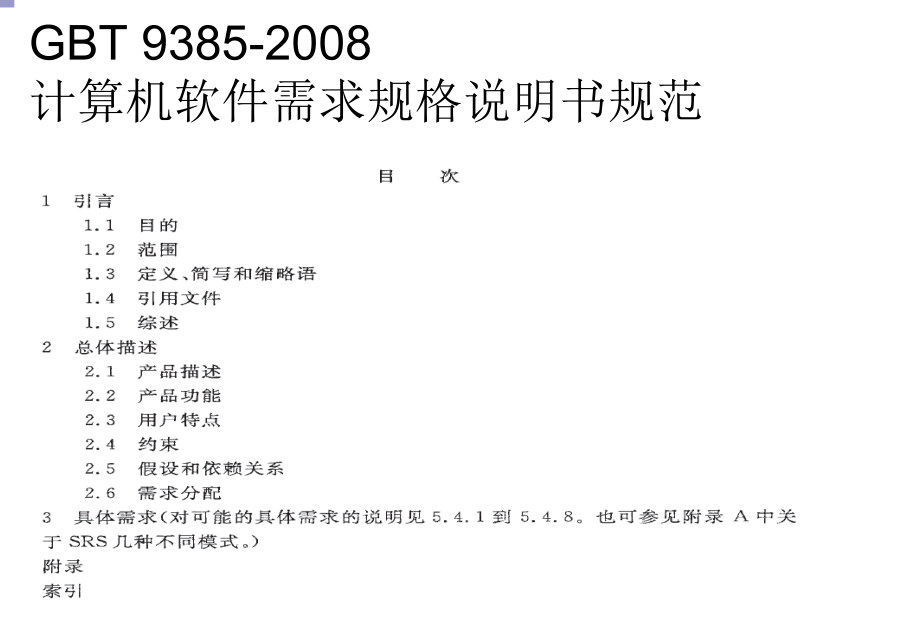 GBT 9385-2008
计算机软件需求规格说明书规范
目 次
1 引言
1.1 目的
1.2 范围
1.3 定义、简写和缩略语
1.4 引用文件
1.5 综述
2 总体描述
2.1 产品描述
2.2 产品功能
2.3 用户特点
2.4 约束
2.5 假设和依赖关系
2.6 需求分配
3 具体需求(对可能的具体需求的说明见 5.4.1 到 5.4.8。也可参见附录 A 中关
于 SRS 几种不同模式。)
附录
索引